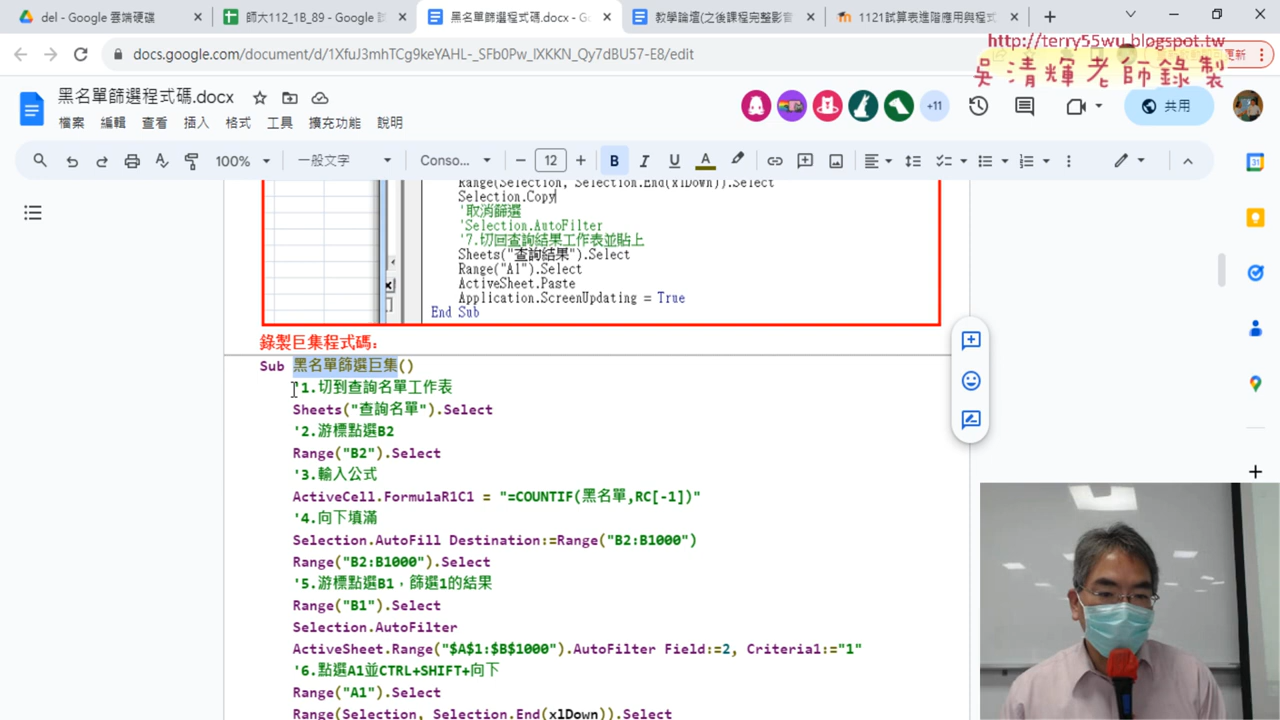 del - Google 雲端硬碟
師大112_1B_89 - Google 試
黑名單篩選程式碼.docx - Go
教學論壇(之後課程完整影音
1121試算表進階應用與程式
docs.google.com/document/d/1XfuJ3mhTCg9keYAHL-_SFb0Pw_IXKKN_Qy7dBU57-E8/edit
更新
http://terry55wu.blogspot.tw
吳清輝老師錄製
黑名單篩選程式碼.docx
檔案 編輯 查看 插入 格式 工具 擴充功能 說明
+11
共用
100%
一般文字
Conso...
12
B I U A
Range(Selection, Selection.End(xlDown)).Select
Selection.Copy
'取消篩選
'Selection.AutoFilter
'7.切回查詢結果工作表並貼上
Sheets("查詢結果").Select
Range("A1").Select
ActiveSheet.Paste
Application.ScreenUpdating = True
End Sub
錄製巨集程式碼：
Sub 黑名單篩選巨集()
'1.切到查詢名單工作表
Sheets("查詢名單").Select
'2.游標點選B2
Range("B2").Select
'3.輸入公式
ActiveCell.FormulaR1C1 = "=COUNTIF(黑名單,RC[-1])"
'4.向下填滿
Selection.AutoFill Destination:=Range("B2:B1000")
Range("B2:B1000").Select
'5.游標點選B1，篩選1的結果
Range("B1").Select
Selection.AutoFilter
ActiveSheet.Range("$A$1:$B$1000").AutoFilter Field:=2, Criteria1:="1"
'6.點選A1並CTRL+SHIFT+向下
Range("A1").Select
Range(Selection, Selection.End(xlDown)).Select